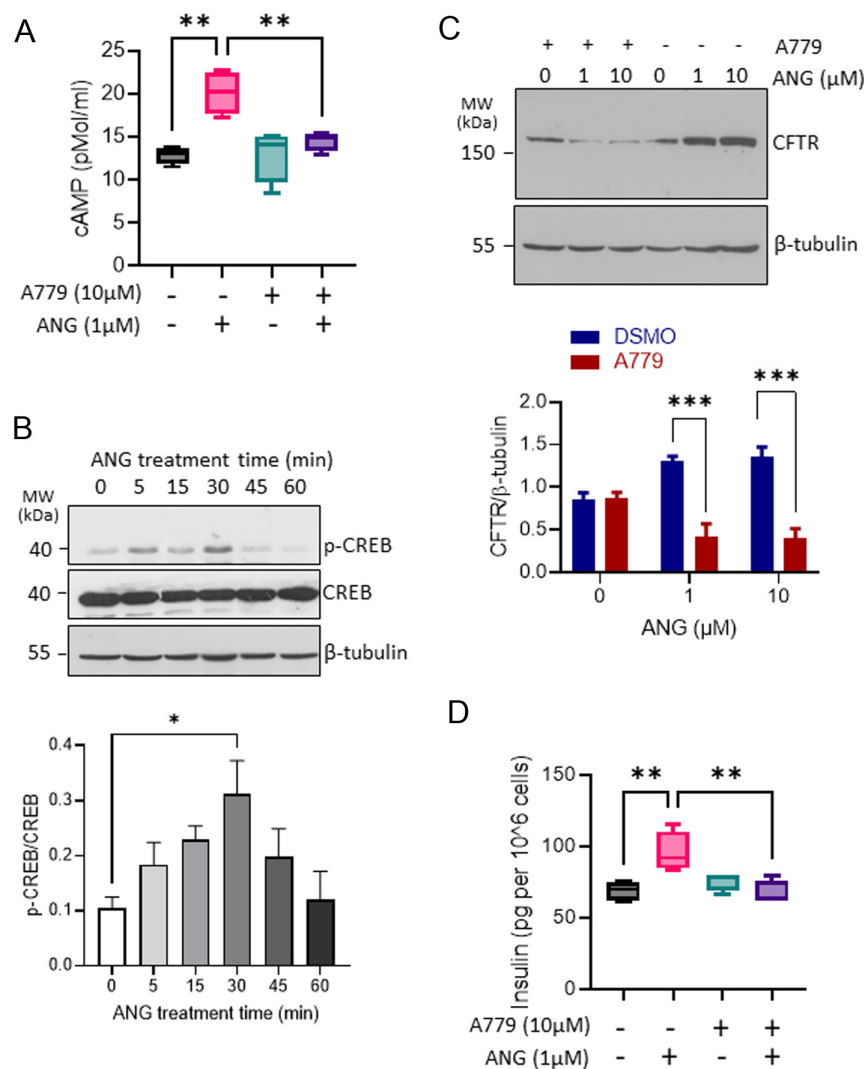 A
** **
cAMP (pMol/ml)
25
20
15
10
5
0
A779 (10µM) - - + +
ANG (1µM) - + - +
B
ANG treatment time (min)
0 5 15 30 45 60
MW
(kDa)
40 p-CREB
40 CREB
55 β-tubulin
*
p-CREB/CREB
0.4
0.3
0.2
0.1
0.0
0 5 15 30 45 60
ANG treatment time (min)
C
+ + + - - - A779
0 1 10 0 1 10 ANG (µM)
MW
(kDa)
150 CFTR
55 β-tubulin
DSMO
A779
*** ***
CFTR/β-tubulin
2.0
1.5
1.0
0.5
0.0
0 1 10
ANG (µM)
D
** **
Insulin (pg per 10^6 cells)
150
100
50
0
A779 (10µM) - - + +
ANG (1µM) - + - +